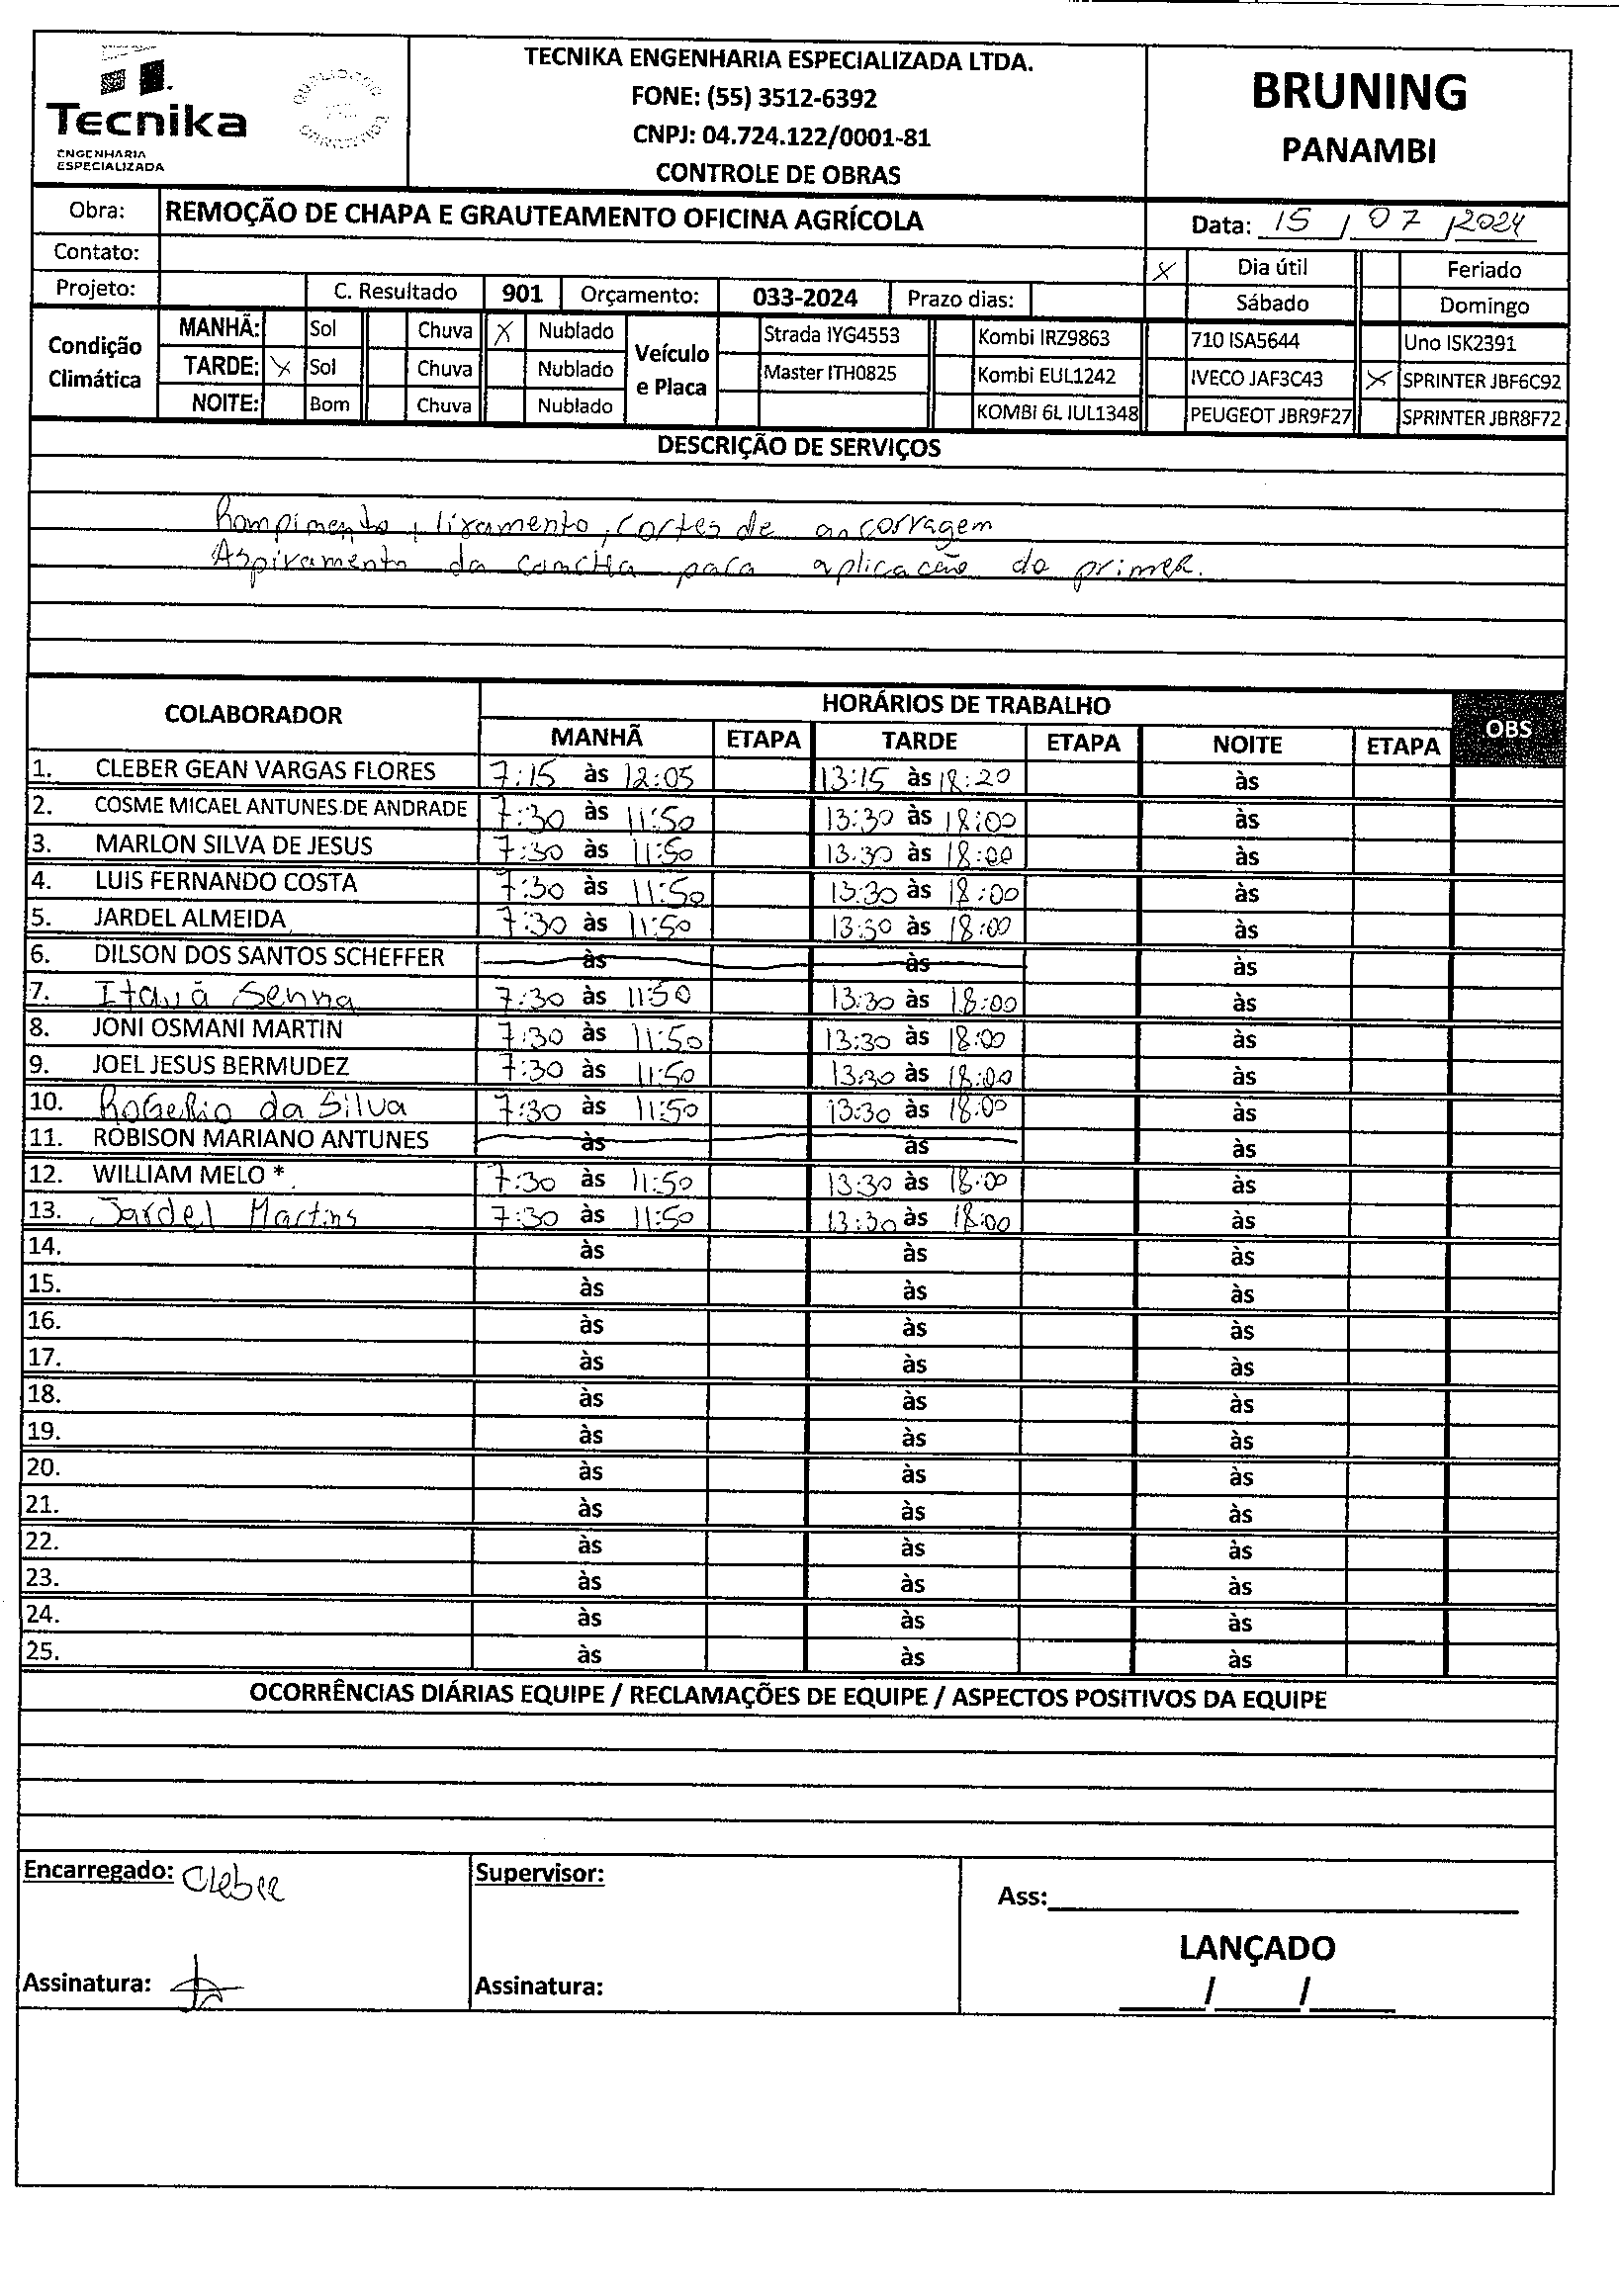 Tecnika
ENGENHARIA
ESPECIALIZADA
TECNIKA ENGENHARIA ESPECIALIZADA LTDA.
FONE: (55) 3512-6392
CNPJ: 04.724.122/0001-81
CONTROLE DE OBRAS
BRUNING
PANAMBI
Obra: REMOÇÃO DE CHAPA E GRAUTEAMENTO OFICINA AGRÍCOLA Data: 15 / 07 / 2024
Contato: X Dia útil Feriado
Projeto: C. Resultado 901 Orçamento: 033-2024 Prazo dias: Sábado Domingo
Condição Climática
MANHÃ: Sol Chuva X Nublado
TARDE: X Sol Chuva Nublado
NOITE: Bom Chuva Nublado
Veículo e Placa
Strada IYG4553 Kombi IRZ9863 710 ISA5644 Uno ISK2391
Master ITH0825 Kombi EUL1242 IVECO JAF3C43 X SPRINTER JBF6C92
KOMBI 6L IUL1348 PEUGEOT JBR9F27 SPRINTER JBR8F72
DESCRIÇÃO DE SERVIÇOS
Rompimento, lixamento, cortes de ancorragem
Aspiramento da cancha para aplicacão do primer.
COLABORADOR HORÁRIOS DE TRABALHO OBS
MANHÃ ETAPA TARDE ETAPA NOITE ETAPA
1. CLEBER GEAN VARGAS FLORES 7:15 às 12:05 13:15 às 18:20 às
2. COSME MICAEL ANTUNES DE ANDRADE 7:30 às 11:50 13:30 às 18:00 às
3. MARLON SILVA DE JESUS 7:30 às 11:50 13:30 às 18:00 às
4. LUIS FERNANDO COSTA 7:30 às 11:50 13:30 às 18:00 às
5. JARDEL ALMEIDA 7:30 às 11:50 13:30 às 18:00 às
6. DILSON DOS SANTOS SCHEFFER às às às
7. Itauã Senna 7:30 às 11:50 13:30 às 18:00 às
8. JONI OSMANI MARTIN 7:30 às 11:50 13:30 às 18:00 às
9. JOEL JESUS BERMUDEZ 7:30 às 11:50 13:30 às 18:00 às
10. Rogerio da Silva 7:30 às 11:50 13:30 às 18:00 às
11. ROBISON MARIANO ANTUNES às às às
12. WILLIAM MELO * 7:30 às 11:50 13:30 às 18:00 às
13. Jardel Martins 7:30 às 11:50 13:30 às 18:00 às
14. às às às
15. às às às
16. às às às
17. às às às
18. às às às
19. às às às
20. às às às
21. às às às
22. às às às
23. às às às
24. às às às
25. às às às
OCORRÊNCIAS DIÁRIAS EQUIPE / RECLAMAÇÕES DE EQUIPE / ASPECTOS POSITIVOS DA EQUIPE
Encarregado: Cleber
Supervisor:
Ass:
LANÇADO
/ /
Assinatura:
Assinatura: